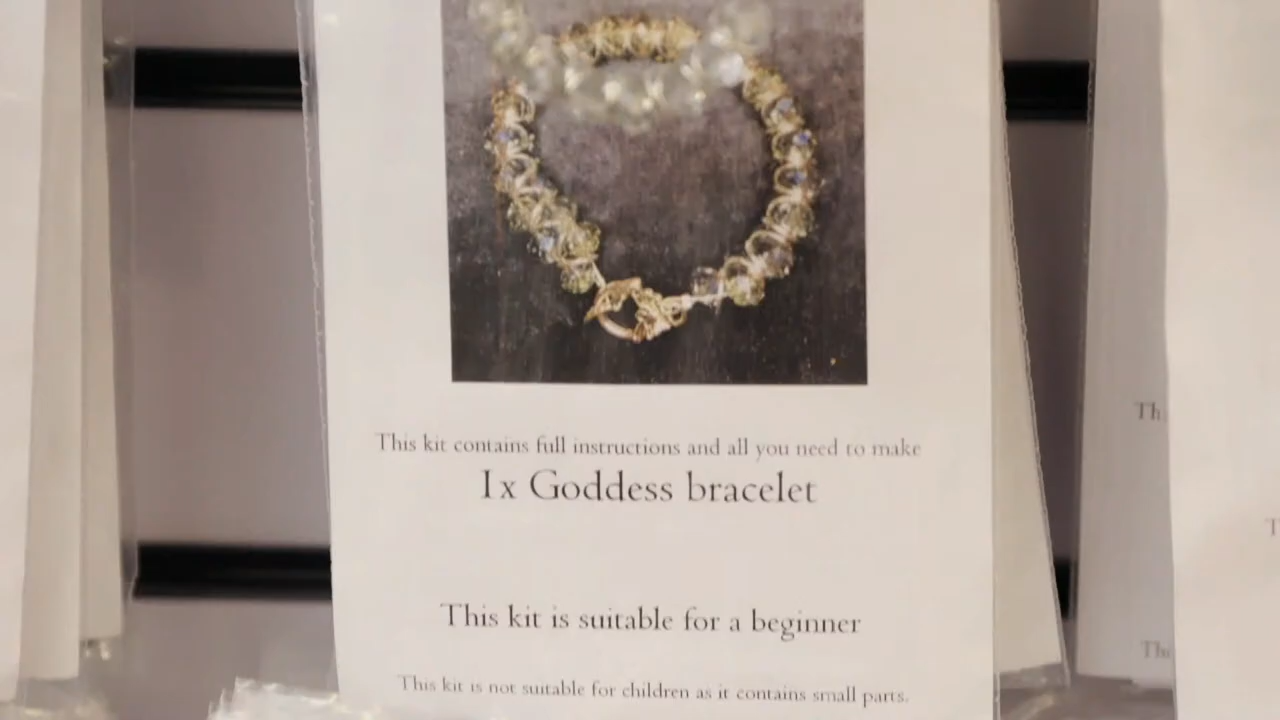 This kit contains full instructions and all you need to make
1x Goddess bracelet
This kit is suitable for a beginner
This kit is not suitable for children as it contains small parts.